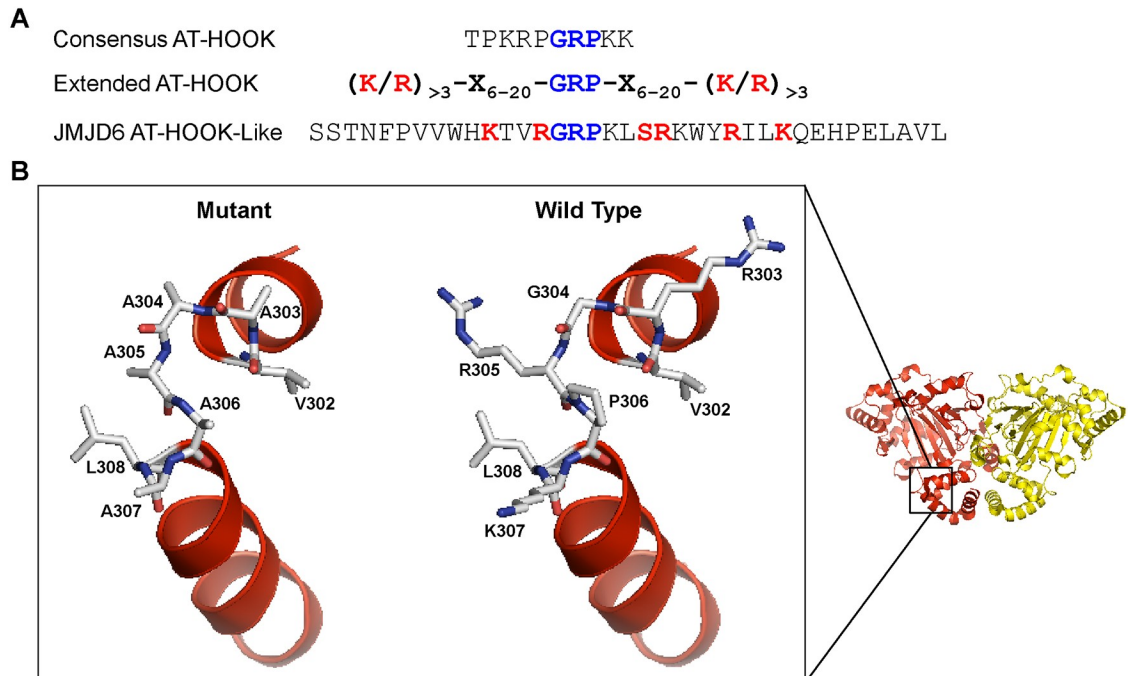 A
Consensus AT-HOOK TPKRPGRPKK
Extended AT-HOOK (K/R)>3-X6-20-GRP-X6-20-(K/R)>3
JMJD6 AT-HOOK-Like SSTNFPVVWHKTVRGRPKLSRKWYRILKQEHPELAVL
B
Mutant
Wild Type
A304
A303
A305
A306
V302
L308
A307
R303
G304
R305
P306
V302
L308
K307